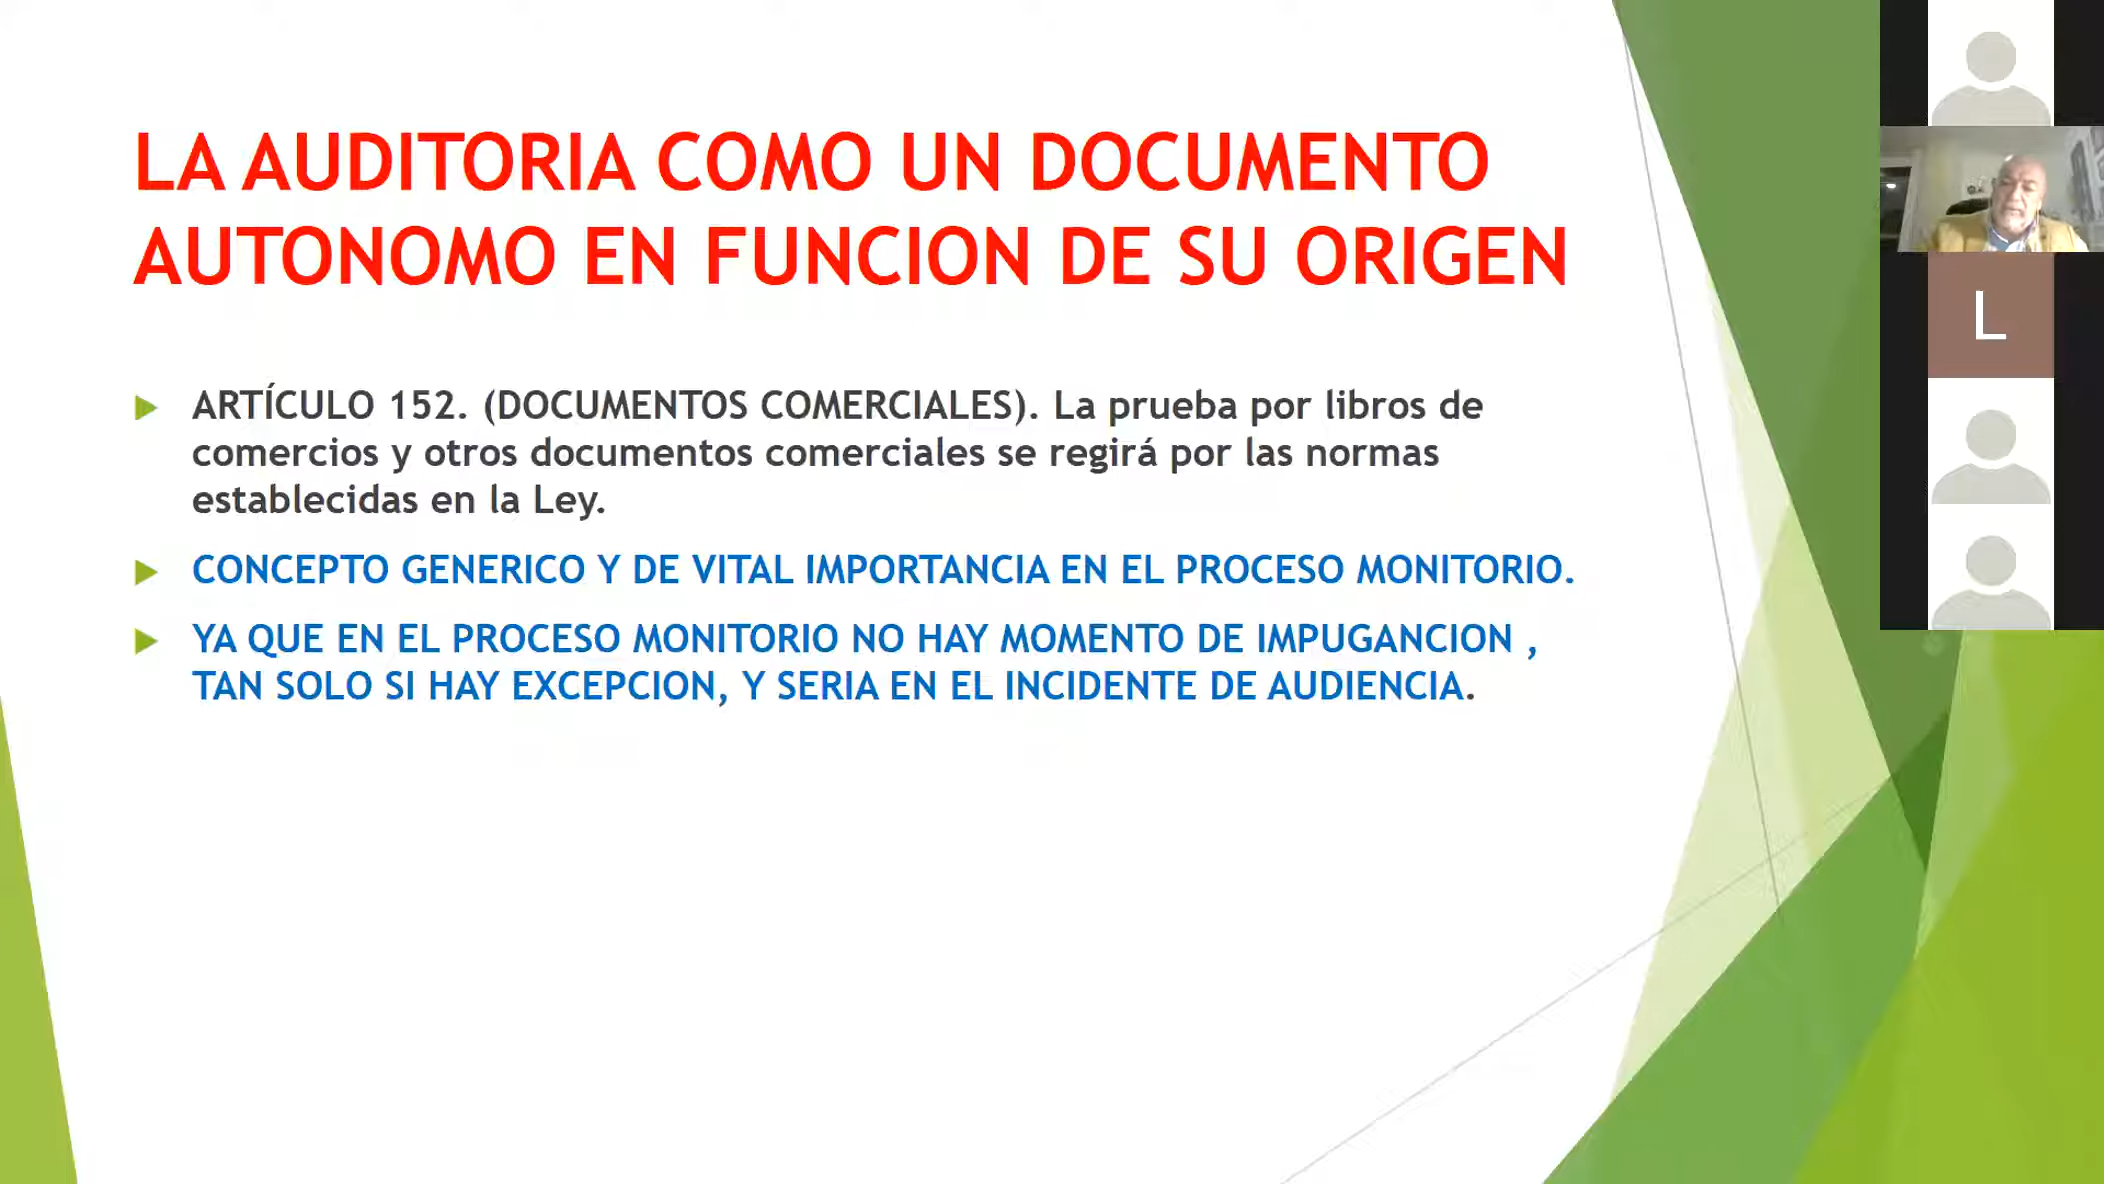 LA AUDITORIA COMO UN DOCUMENTO
AUTONOMO EN FUNCION DE SU ORIGEN
ARTÍCULO 152. (DOCUMENTOS COMERCIALES). La prueba por libros de
comercios y otros documentos comerciales se regirá por las normas
establecidas en la Ley.
CONCEPTO GENERICO Y DE VITAL IMPORTANCIA EN EL PROCESO MONITORIO.
YA QUE EN EL PROCESO MONITORIO NO HAY MOMENTO DE IMPUGANCION ,
TAN SOLO SI HAY EXCEPCION, Y SERIA EN EL INCIDENTE DE AUDIENCIA.
L